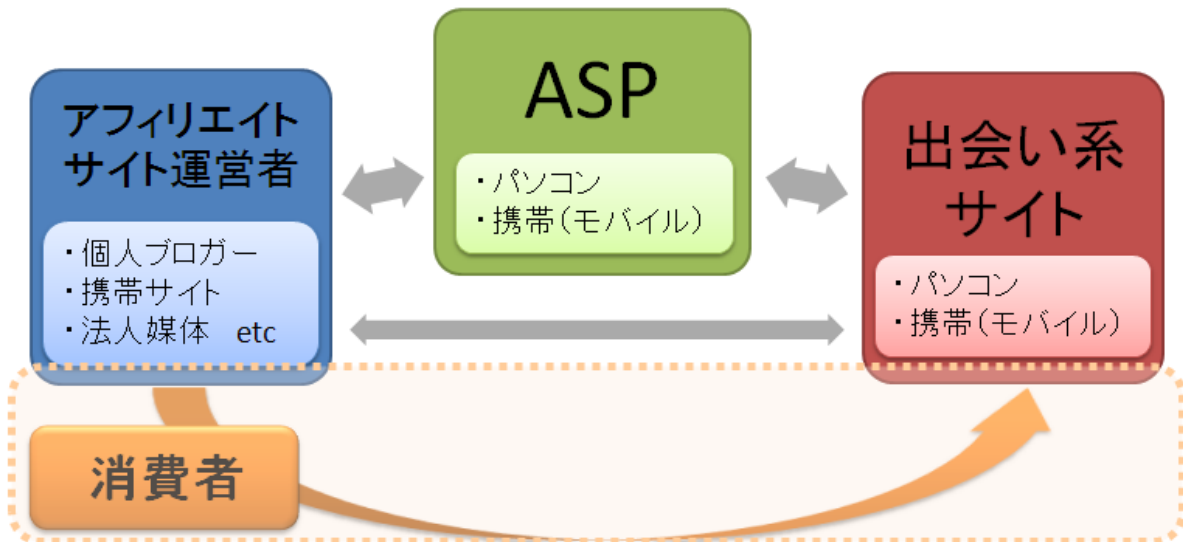 アフィリエイト
サイト運営者
・個人ブロガー
・携帯サイト
・法人媒体 etc
ASP
・パソコン
・携帯(モバイル)
出会い系
サイト
・パソコン
・携帯(モバイル)
消費者